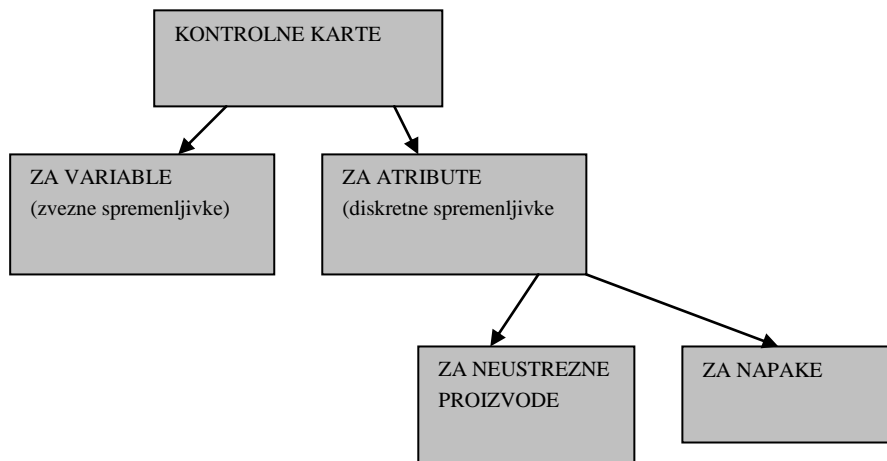 KONTROLNE KARTE
ZA VARIABLE
(zvezne spremenljivke)
ZA ATRIBUTE
(diskretne spremenljivke
ZA NEUSTREZNE
PROIZVODE
ZA NAPAKE